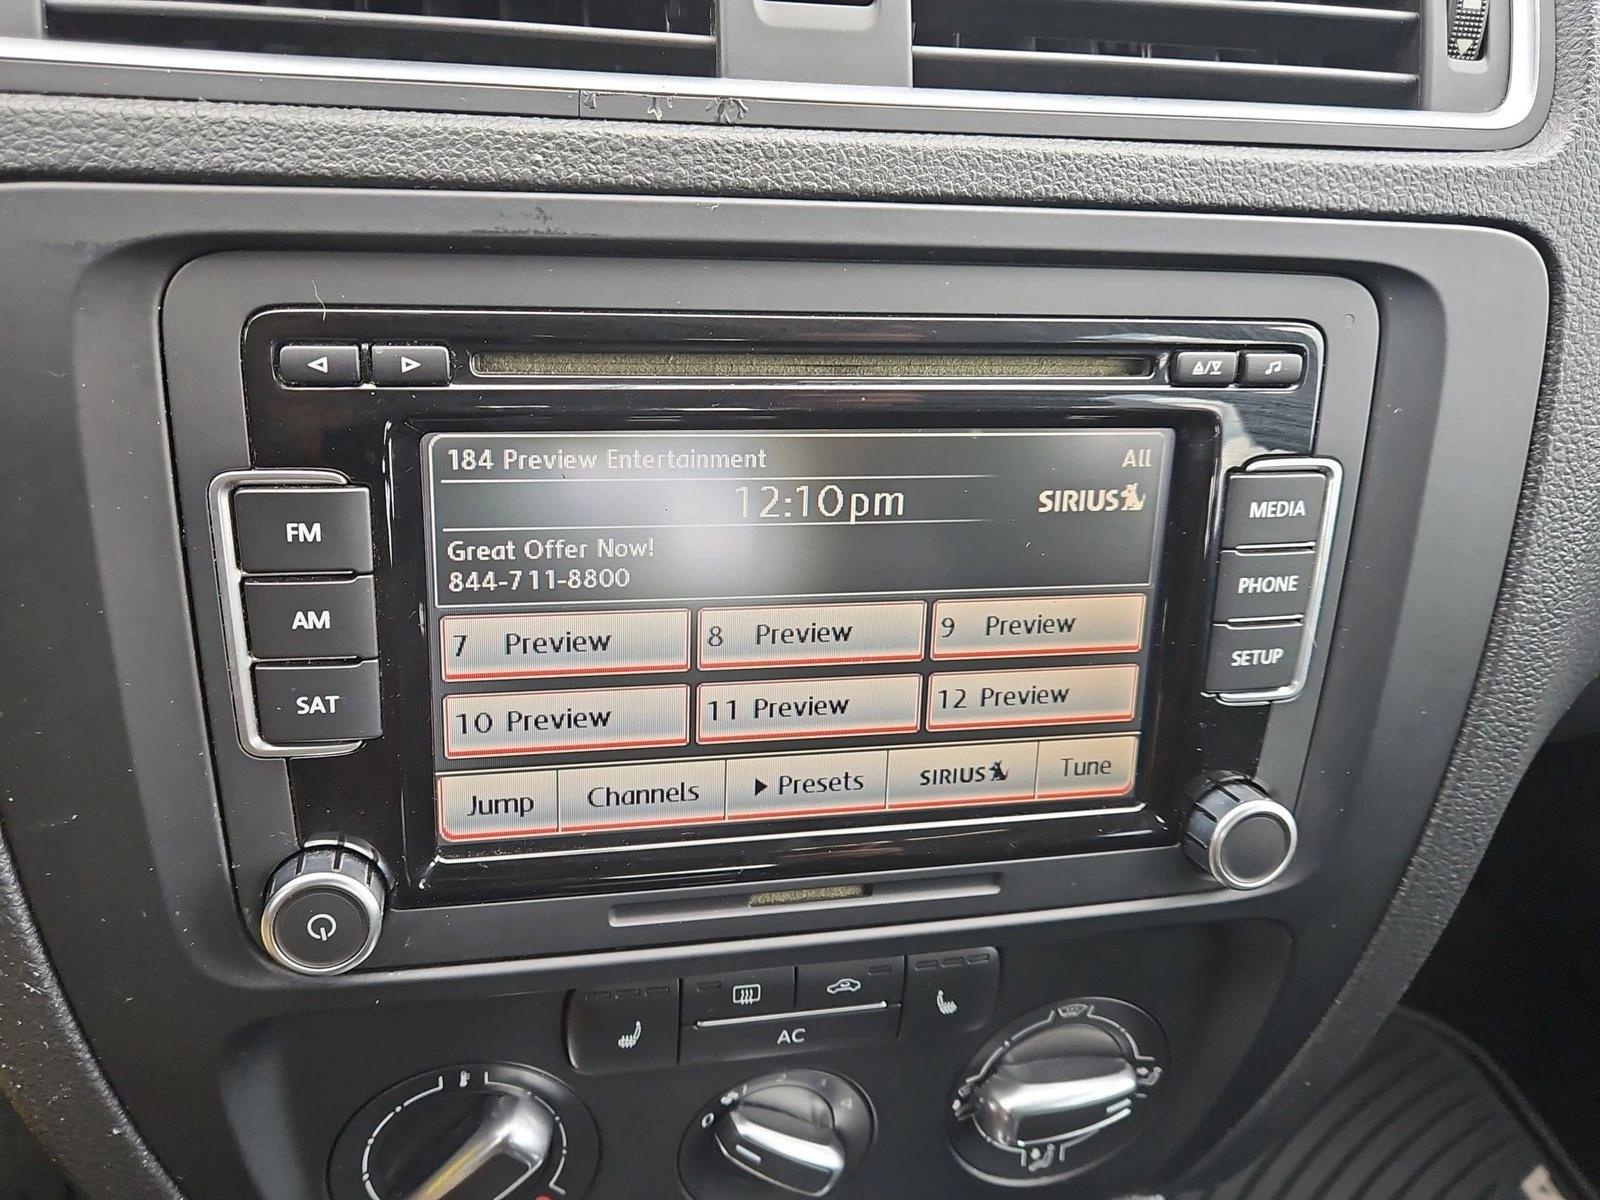 184 Preview Entertainment All
12:10pm SIRIUS
Great Offer Now!
844-711-8800
7 Preview 8 Preview 9 Preview
10 Preview 11 Preview 12 Preview
Jump Channels Presets SIRIUS Tune
FM
AM
SAT
MEDIA
PHONE
SETUP
AC